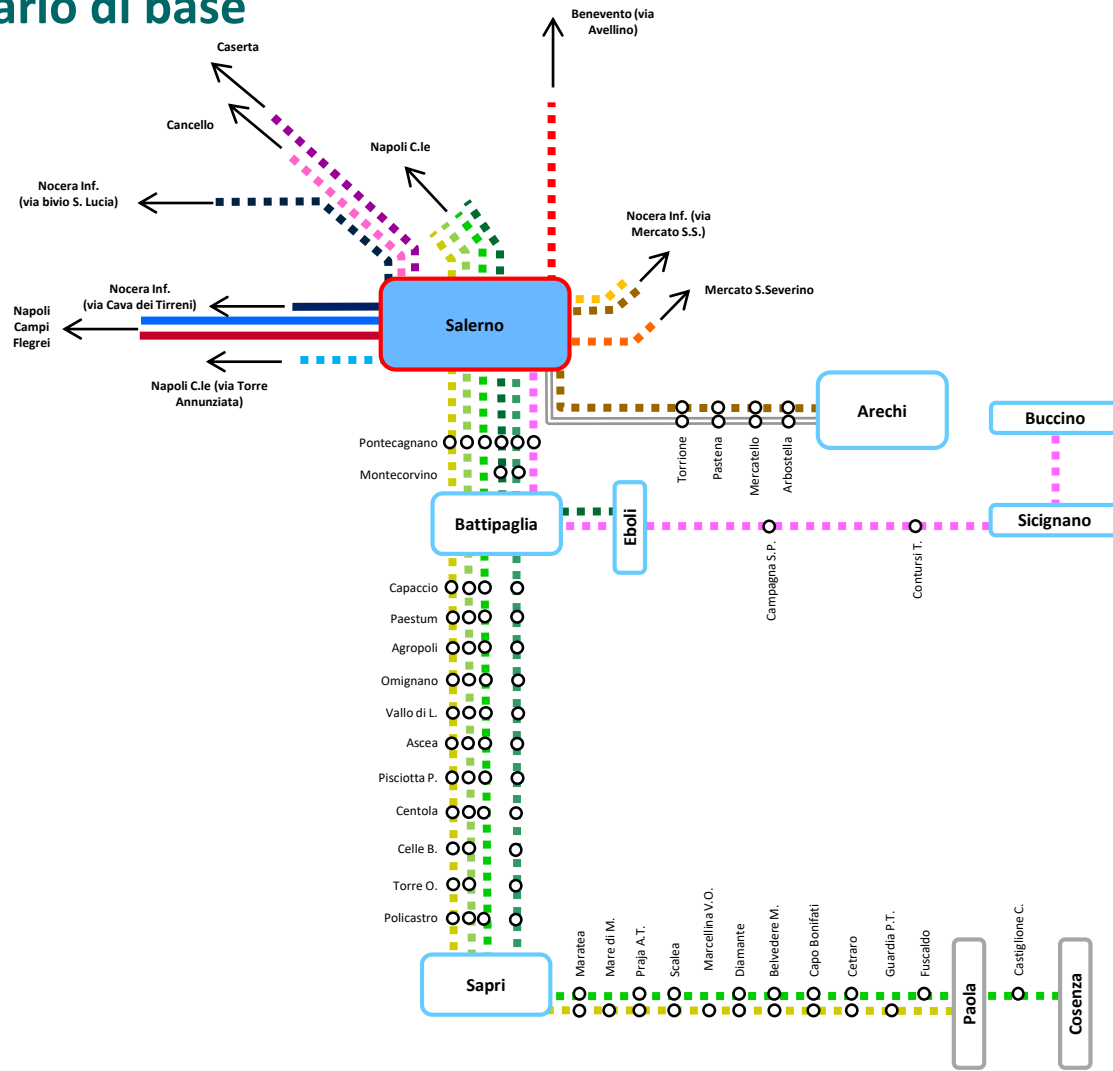 ario di base
Benevento (via
Avellino)
Caserta
Cancello
Napoli C.le
Nocera Inf.
(via bivio S. Lucia)
Nocera Inf. (via
Mercato S.S.)
Nocera Inf.
(via Cava dei Tirreni)
Mercato S.Severino
Napoli
Campi
Flegrei
Salerno
Napoli C.le (via Torre
Annunziata)
Arechi
Buccino
Pontecagnano
Torrione
Pastena
Mercatello
Arbostella
Montecorvino
Battipaglia
Eboli
Sicignano
Campagna S.P.
Contursi T.
Capaccio
Paestum
Agropoli
Omignano
Vallo di L.
Ascea
Pisciotta P.
Centola
Celle B.
Torre O.
Policastro
Sapri
Maratea
Mare di M.
Praja A.T.
Scalea
Marcellina V.O.
Diamante
Belvedere M.
Capo Bonifati
Cetraro
Guardia P.T.
Fuscaldo
Paola
Castiglione C.
Cosenza